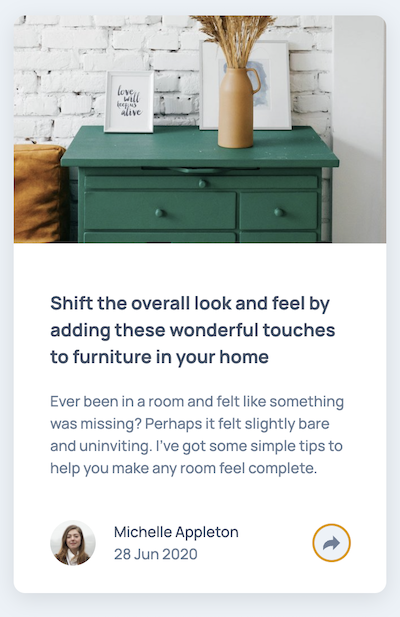 love
will
keep us
alive
Shift the overall look and feel by
adding these wonderful touches
to furniture in your home
Ever been in a room and felt like something
was missing? Perhaps it felt slightly bare
and uninviting. I've got some simple tips to
help you make any room feel complete.
Michelle Appleton
28 Jun 2020